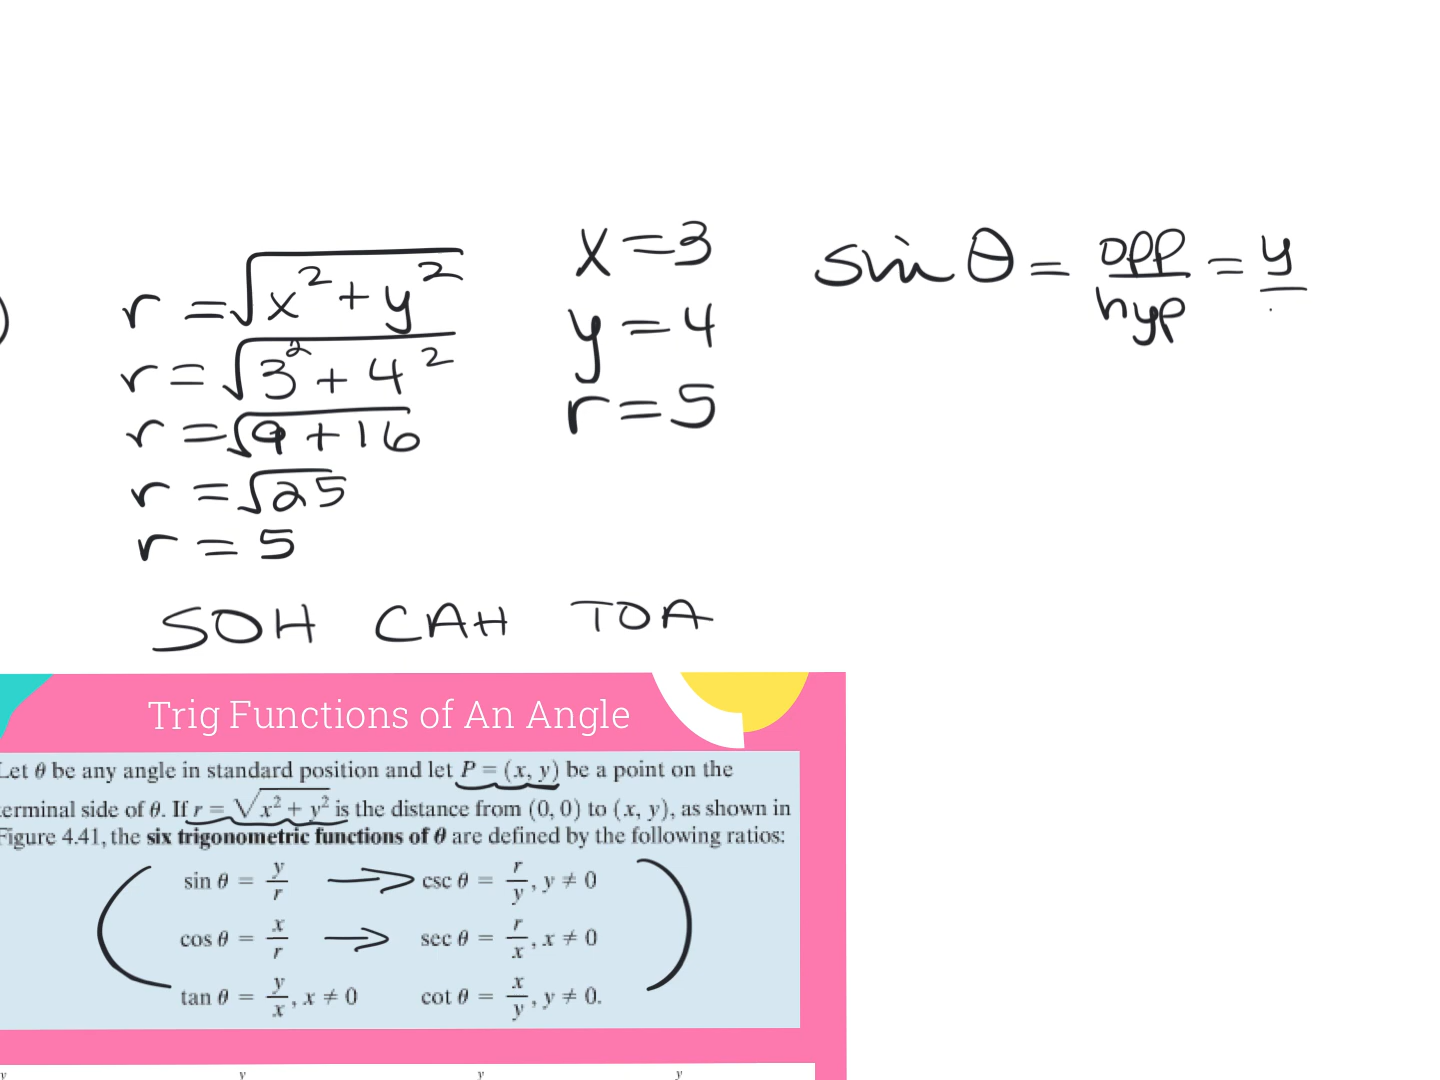 )
r = √x² + y²
r = √3² + 4²
r = √9 + 16
r = √25
r = 5
x = 3
y = 4
r = 5
sin θ = opp/hyp = y/
SOH CAH TOA
Trig Functions of An Angle
Let θ be any angle in standard position and let P = (x, y) be a point on the
terminal side of θ. If r = √x² + y² is the distance from (0, 0) to (x, y), as shown in
Figure 4.41, the six trigonometric functions of θ are defined by the following ratios:
sin θ = y/r → csc θ = r/y, y ≠ 0
cos θ = x/r → sec θ = r/x, x ≠ 0
tan θ = y/x, x ≠ 0 cot θ = x/y, y ≠ 0.
y y y y